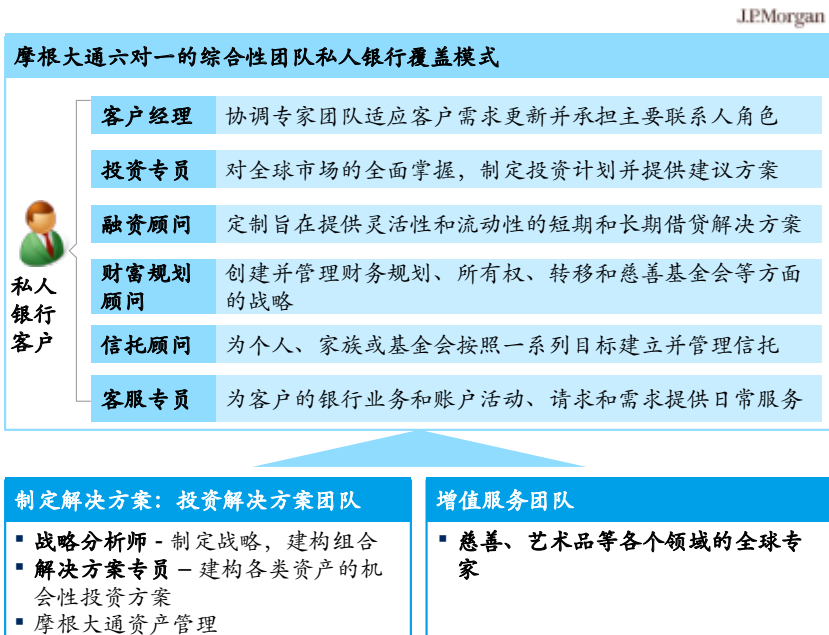 J.P.Morgan
摩根大通六对一的综合性团队私人银行覆盖模式
客户经理 协调专家团队适应客户需求更新并承担主要联系人角色
投资专员 对全球市场的全面掌握，制定投资计划并提供建议方案
融资顾问 定制旨在提供灵活性和流动性的短期和长期借贷解决方案
财富规划
顾问
创建并管理财务规划、所有权、转移和慈善基金会等方面
的战略
信托顾问 为个人、家族或基金会按照一系列目标建立并管理信托
客服专员 为客户的银行业务和账户活动、请求和需求提供日常服务
私人
银行
客户
制定解决方案：投资解决方案团队
▪ 战略分析师 - 制定战略，建构组合
▪ 解决方案专员 – 建构各类资产的机
会性投资方案
▪ 摩根大通资产管理
增值服务团队
▪ 慈善、艺术品等各个领域的全球专
家